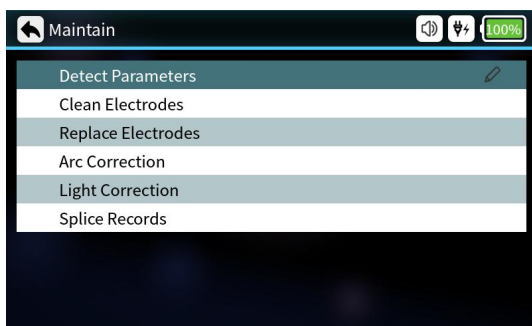 Maintain
100%
Detect Parameters
Clean Electrodes
Replace Electrodes
Arc Correction
Light Correction
Splice Records